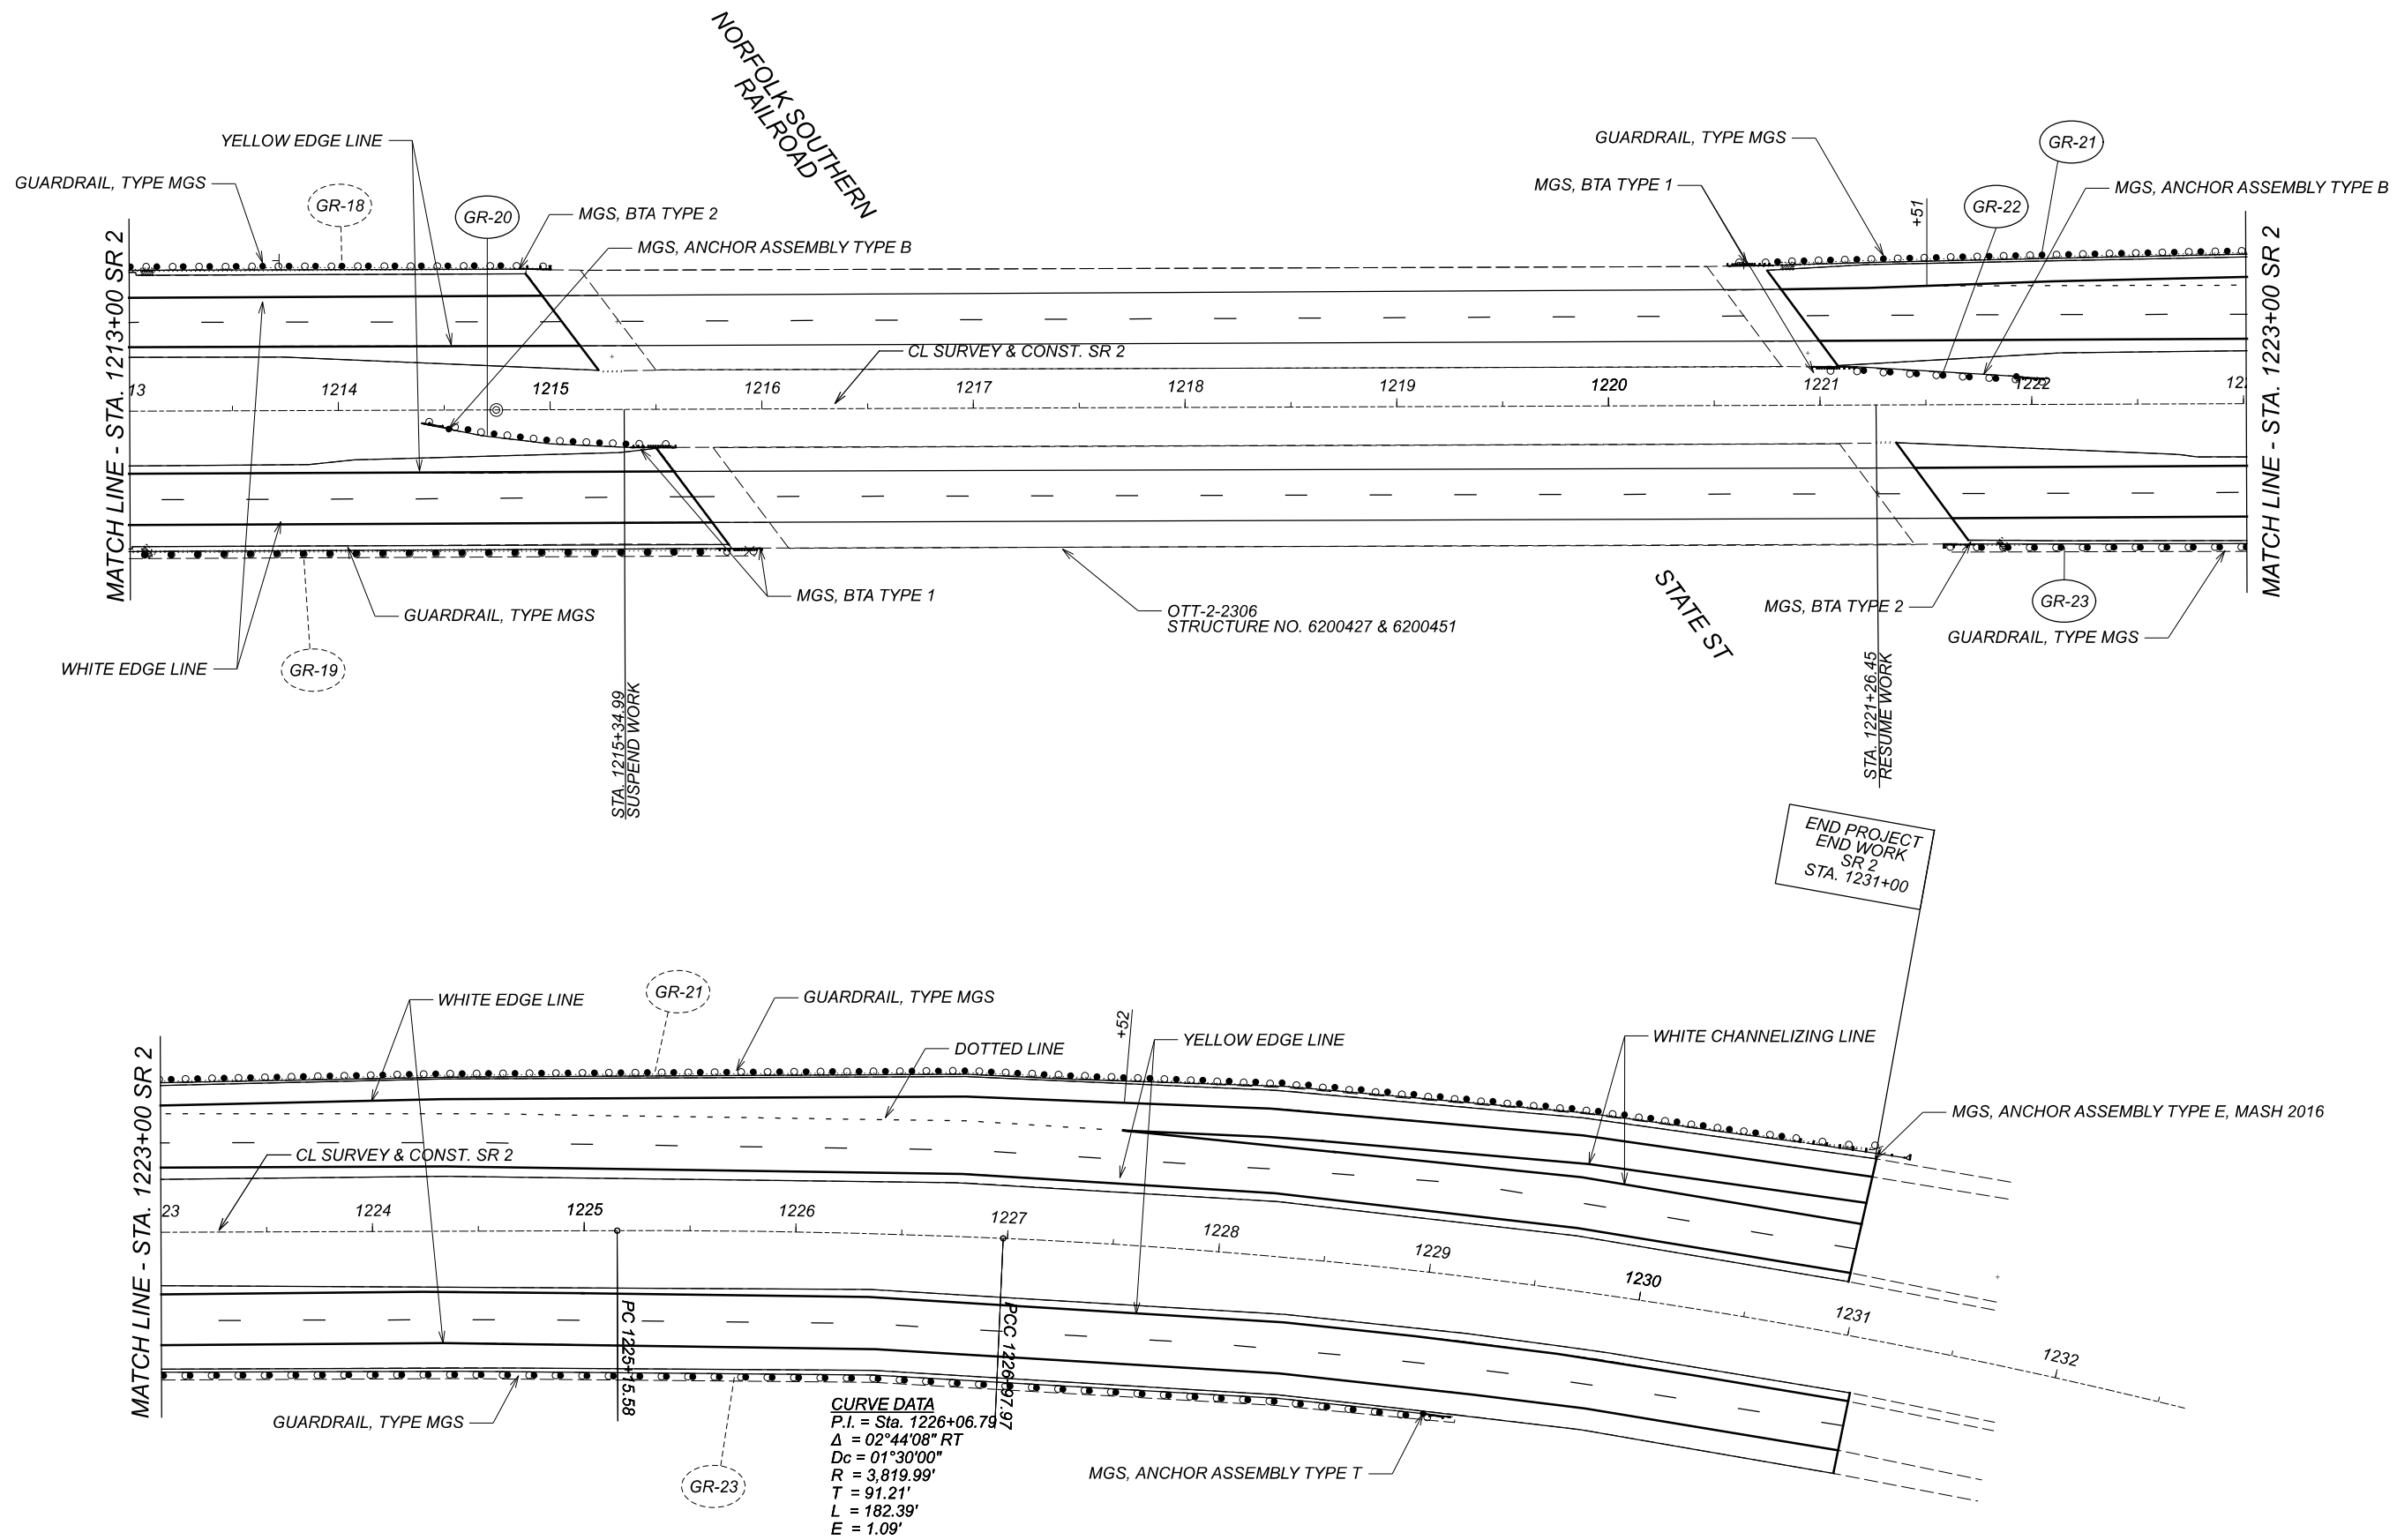 NORFOLK SOUTHERN
RAILROAD
YELLOW EDGE LINE
GUARDRAIL, TYPE MGS
GR-18
GR-20
MGS, BTA TYPE 2
MGS, ANCHOR ASSEMBLY TYPE B
GUARDRAIL, TYPE MGS
GR-21
MGS, BTA TYPE 1
GR-22
MGS, ANCHOR ASSEMBLY TYPE B
+51
MATCH LINE - STA. 1213+00 SR 2
MATCH LINE - STA. 1223+00 SR 2
CL SURVEY & CONST. SR 2
13
1214
1215
1216
1217
1218
1219
1220
1221
1222
12
MGS, BTA TYPE 1
GUARDRAIL, TYPE MGS
WHITE EDGE LINE
GR-19
OTT-2-2306
STRUCTURE NO. 6200427 & 6200451
STATE ST
MGS, BTA TYPE 2
GR-23
GUARDRAIL, TYPE MGS
STA. 1215+34.99
SUSPEND WORK
STA. 1221+26.45
RESUME WORK
END PROJECT
END WORK
SR 2
STA. 1231+00
WHITE EDGE LINE
GR-21
GUARDRAIL, TYPE MGS
DOTTED LINE
+52
YELLOW EDGE LINE
WHITE CHANNELIZING LINE
MGS, ANCHOR ASSEMBLY TYPE E, MASH 2016
MATCH LINE - STA. 1223+00 SR 2
CL SURVEY & CONST. SR 2
23
1224
1225
1226
1227
1228
1229
1230
1231
1232
PC 1225+15.58
PCC 1226+97.97
GUARDRAIL, TYPE MGS
GR-23
CURVE DATA
P.I. = Sta. 1226+06.79
Δ = 02°44'08" RT
Dc = 01°30'00"
R = 3,819.99'
T = 91.21'
L = 182.39'
E = 1.09'
MGS, ANCHOR ASSEMBLY TYPE T